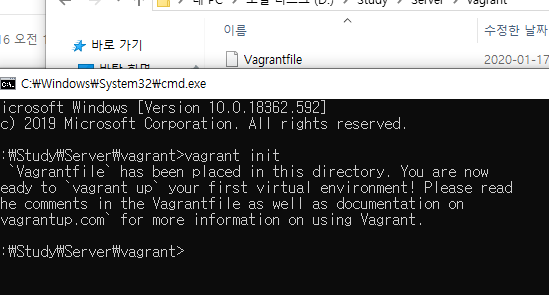 (D:) > Study > Server > vagrant
16 오전 1
이름
수정한 날짜
바로 가기
Vagrantfile
2020-01-17
바탕 화면
C:\Windows\System32\cmd.exe
icrosoft Windows [Version 10.0.18362.592]
c) 2019 Microsoft Corporation. All rights reserved.
:₩Study₩Server₩vagrant>vagrant init
`Vagrantfile` has been placed in this directory. You are now
eady to `vagrant up` your first virtual environment! Please read
he comments in the Vagrantfile as well as documentation on
vagrantup.com` for more information on using Vagrant.
:₩Study₩Server₩vagrant>